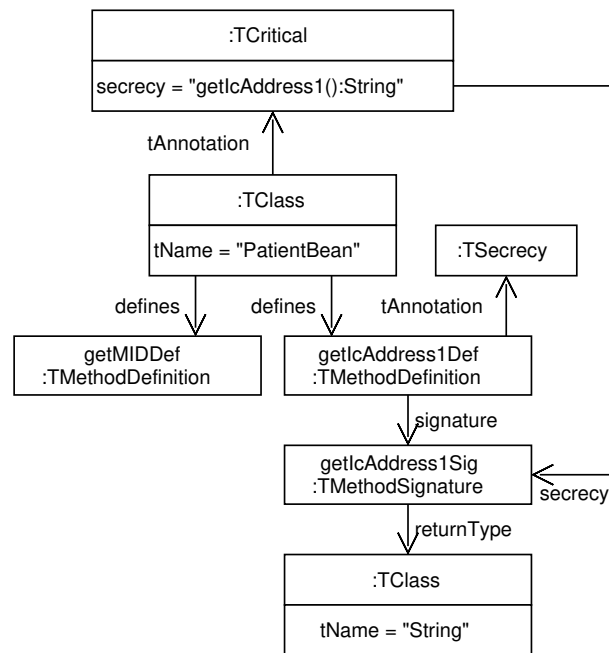 :TCritical
secrecy = "getIcAddress1():String"
tAnnotation
:TClass
tName = "PatientBean"
:TSecrecy
defines
defines
tAnnotation
getMIDDef
:TMethodDefinition
getIcAddress1Def
:TMethodDefinition
signature
getIcAddress1Sig
:TMethodSignature
secrecy
returnType
:TClass
tName = "String"